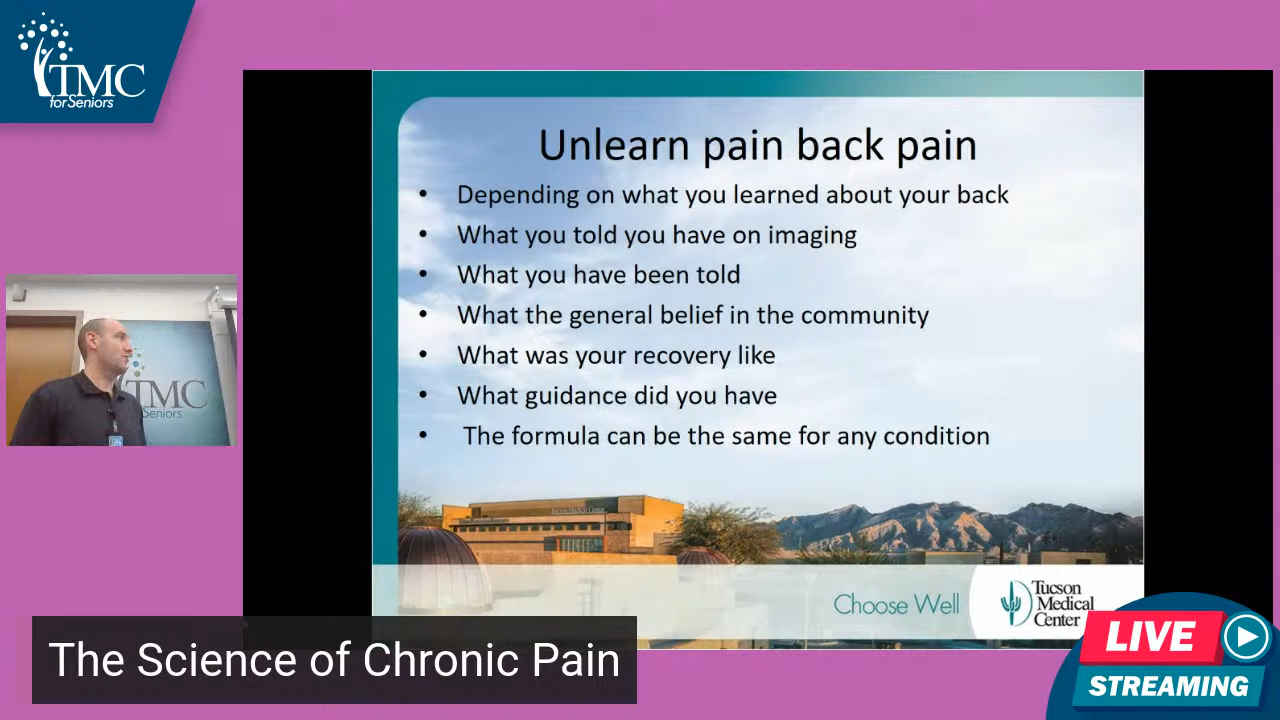 TMC
for Seniors
Unlearn pain back pain
• Depending on what you learned about your back
• What you told you have on imaging
• What you have been told
• What the general belief in the community
• What was your recovery like
• What guidance did you have
• The formula can be the same for any condition
TMC
Seniors
Choose Well
Tucson
Medical
Center
The Science of Chronic Pain
LIVE
STREAMING